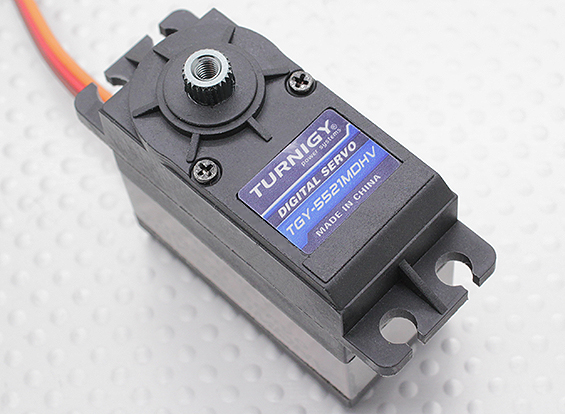 TURNIGY®
power systems
DIGITAL SERVO
TGY-5521MDHV
MADE IN CHINA